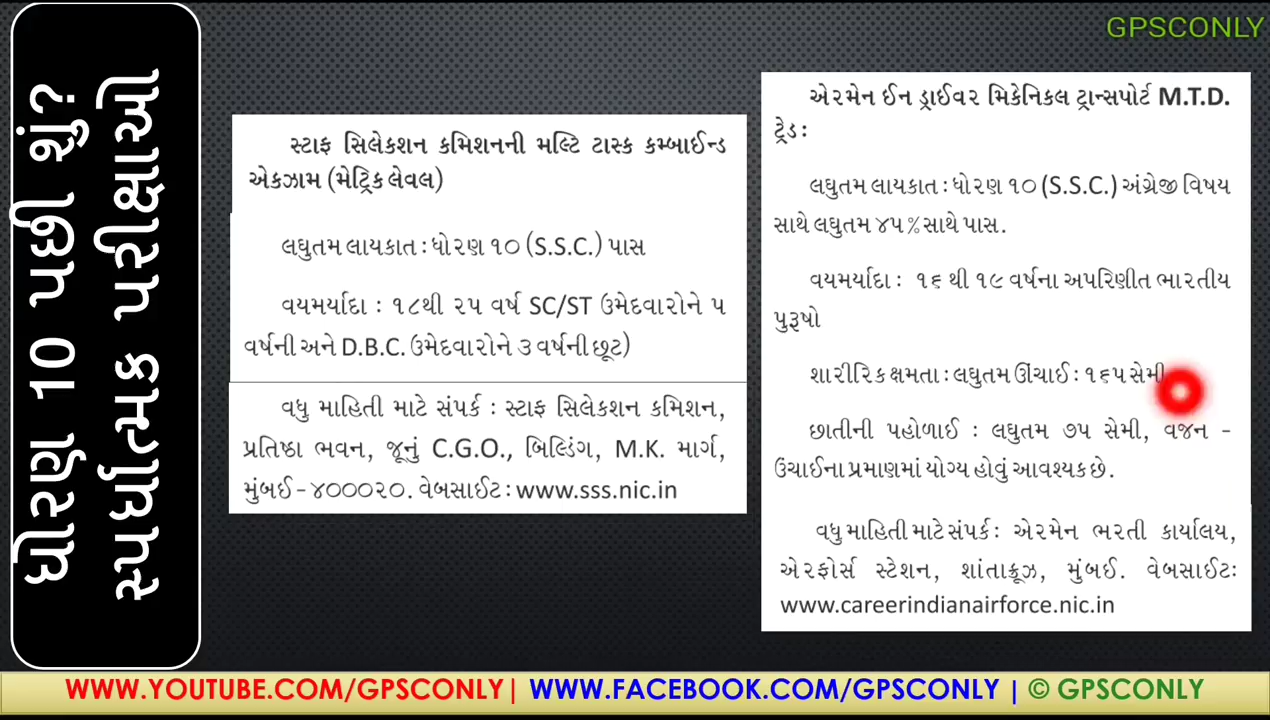 GPSCONLY
ધોરણ 10 પછી શું?
સ્પર્ધાત્મક પરીક્ષાઓ
સ્ટાફ સિલેકશન કમિશનની મલ્ટિ ટાસ્ક કમ્બાઈન્ડ
એકઝામ (મેટ્રિક લેવલ)
લઘુતમ લાયકાત : ધોરણ ૧૦ (S.S.C.) પાસ
વયમર્યાદા : ૧૮થી ૨૫ વર્ષ SC/ST ઉમેદવારોને ૫
વર્ષની અને D.B.C. ઉમેદવારોને ૩ વર્ષની છૂટ)
વધુ માહિતી માટે સંપર્ક : સ્ટાફ સિલેકશન કમિશન,
પ્રતિષ્ઠા ભવન, જૂનું C.G.O., બિલ્ડિંગ, M.K. માર્ગ,
મુંબઈ-૪૦૦૦૨૦. વેબસાઈટ : www.sss.nic.in
એરમેન ઈન ડ્રાઈવર મિકેનિકલ ટ્રાન્સપોર્ટ M.T.D.
ટ્રેડ :
લઘુતમ લાયકાત : ધોરણ ૧૦ (S.S.C.) અંગ્રેજી વિષય
સાથે લઘુતમ ૪૫% સાથે પાસ.
વયમર્યાદા : ૧૬ થી ૧૯ વર્ષના અપરિણીત ભારતીય
પુરૂષો
શારીરિક ક્ષમતા : લઘુતમ ઊંચાઈ : ૧૬૫ સેમી
છાતીની પહોળાઈ : લઘુતમ ૭૫ સેમી, વજન -
ઉંચાઈના પ્રમાણમાં યોગ્ય હોવું આવશ્યક છે.
વધુ માહિતી માટે સંપર્ક : એરમેન ભરતી કાર્યાલય,
એરફોર્સ સ્ટેશન, શાંતાક્રૂઝ, મુંબઈ. વેબસાઈટ :
www.careerindianairforce.nic.in
WWW.YOUTUBE.COM/GPSCONLY | WWW.FACEBOOK.COM/GPSCONLY | © GPSCONLY